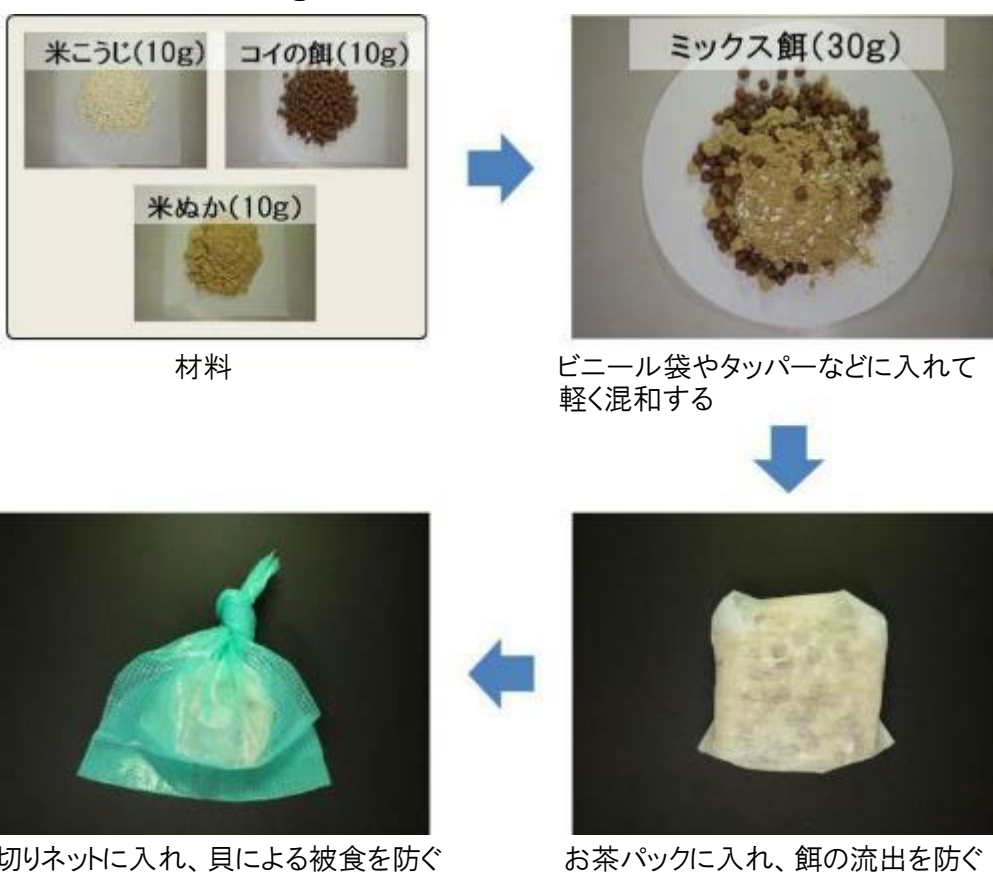 米こうじ(10g)
コイの餌(10g)
米ぬか(10g)
材料
ミックス餌(30g)
ビニール袋やタッパーなどに入れて
軽く混和する
お茶パックに入れ、餌の流出を防ぐ
切りネットに入れ、貝による被食を防ぐ